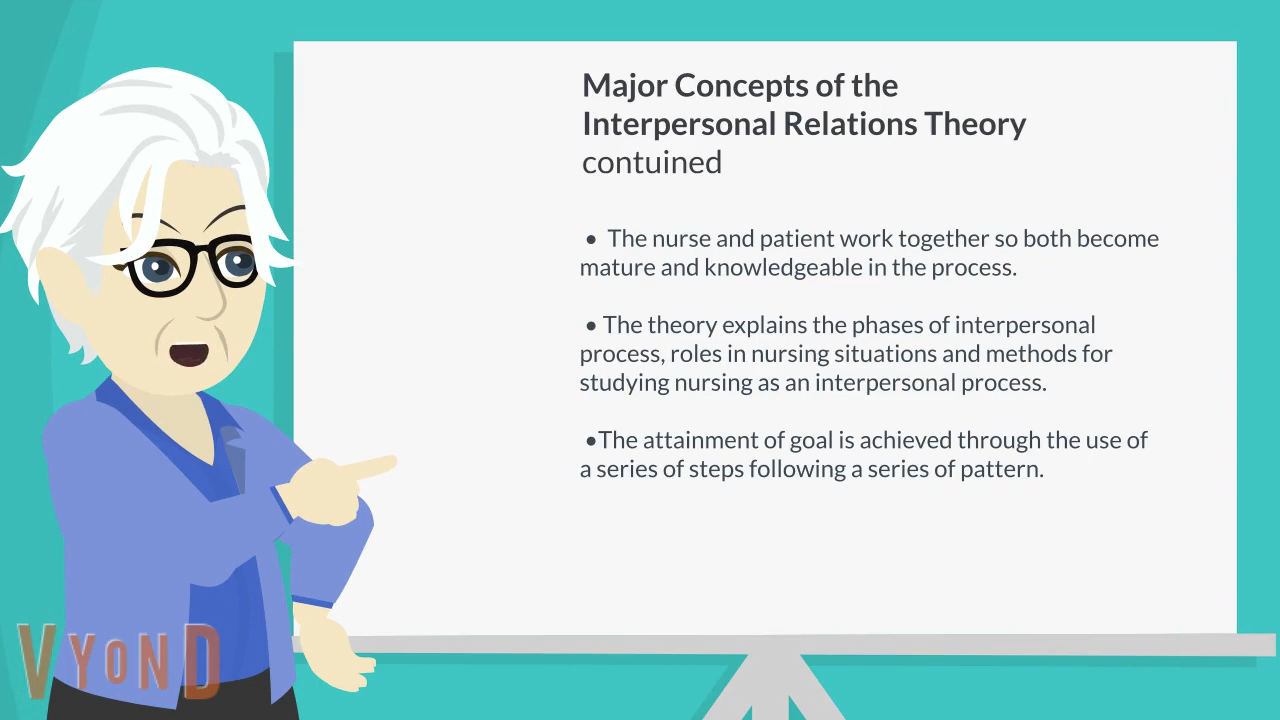 Major Concepts of the
Interpersonal Relations Theory
contuined
• The nurse and patient work together so both become
mature and knowledgeable in the process.
• The theory explains the phases of interpersonal
process, roles in nursing situations and methods for
studying nursing as an interpersonal process.
•The attainment of goal is achieved through the use of
a series of steps following a series of pattern.
VYOND